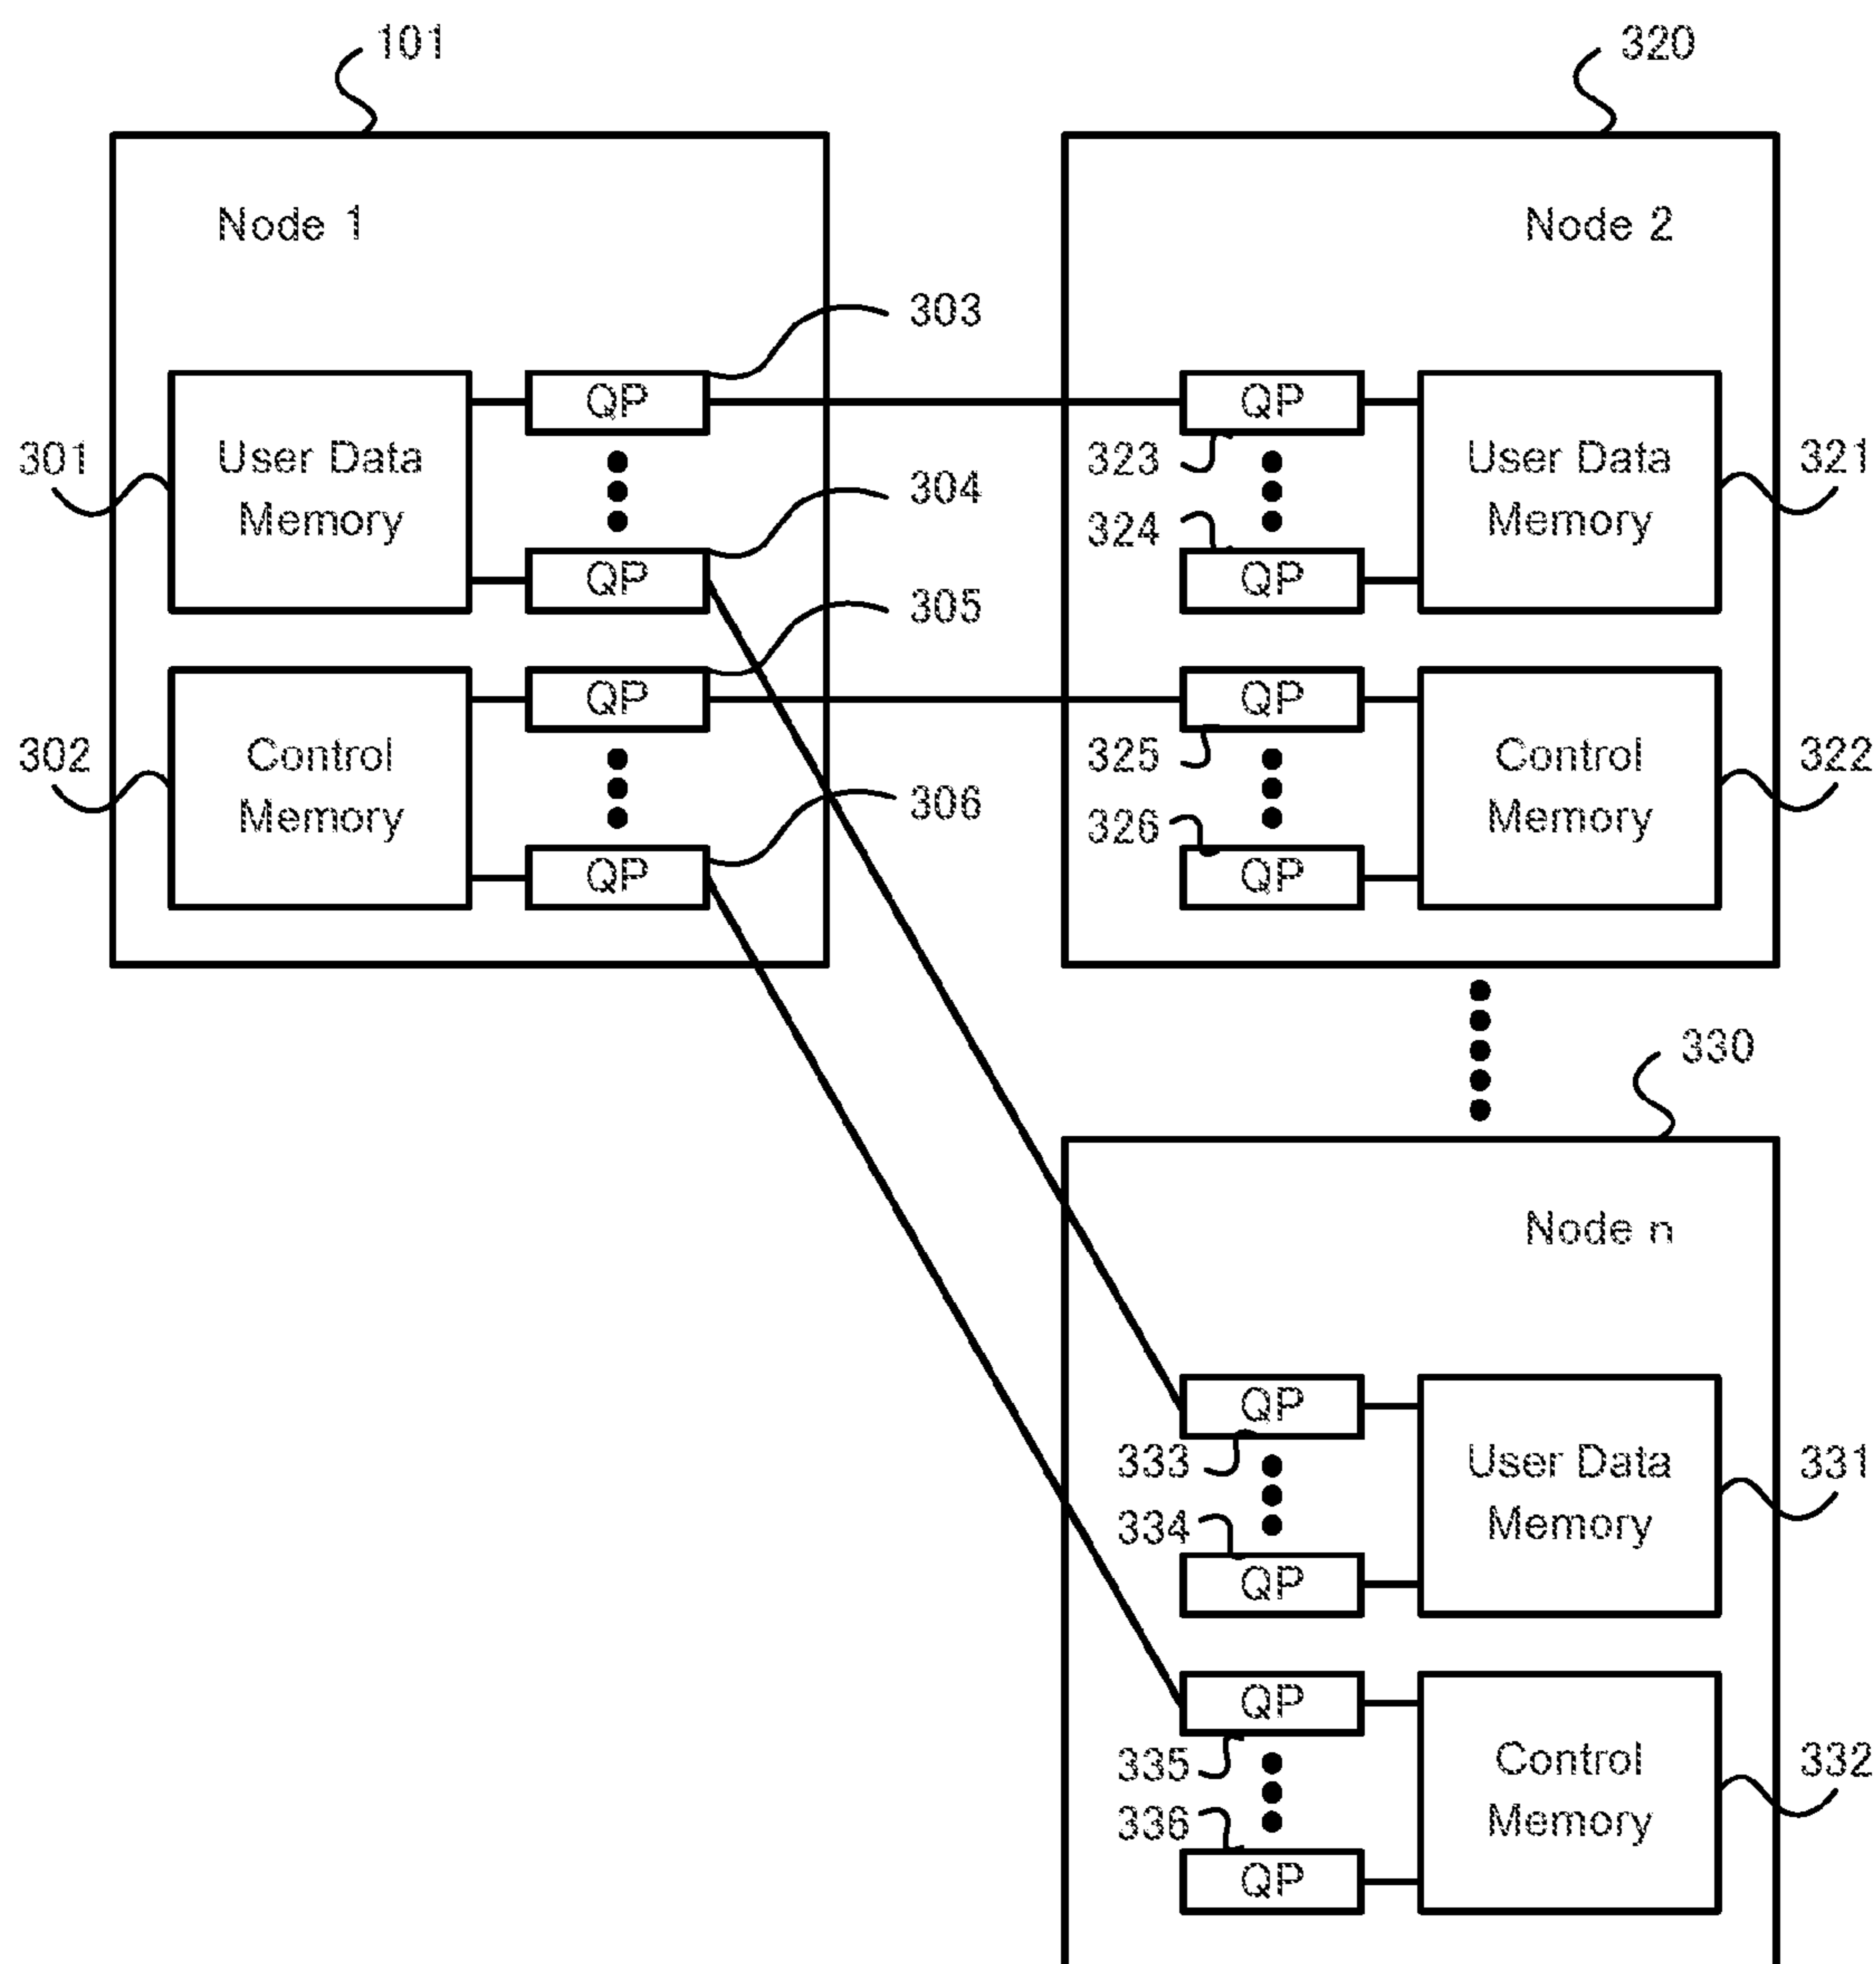 101
320
Node 1
Node 2
303
QP
QP
301
User Data
Memory
304
323
324
User Data
Memory
321
QP
QP
305
302
Control
Memory
QP
QP
306
325
326
Control
Memory
322
QP
QP
330
Node n
QP
333
User Data
Memory
331
334
QP
QP
335
Control
Memory
332
336
QP